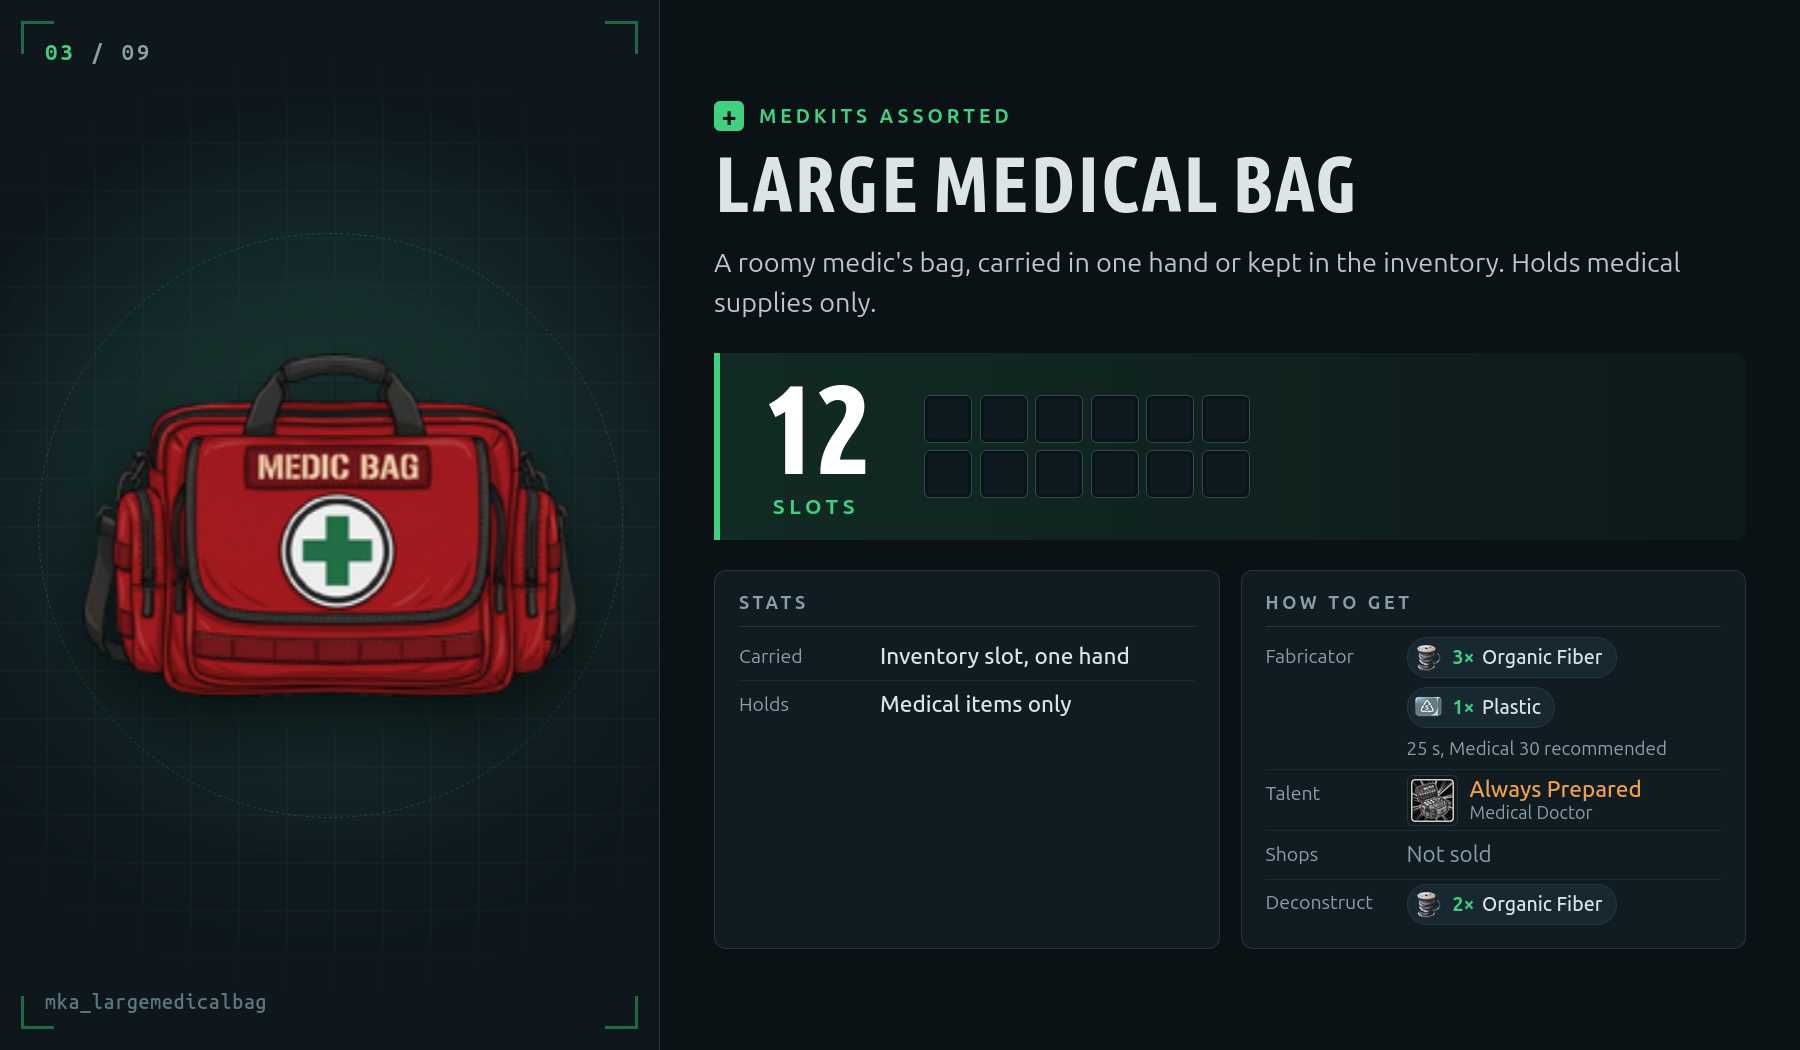 03 / 09
MEDIC BAG
mka_largemedicalbag
+ MEDKITS ASSORTED
LARGE MEDICAL BAG
A roomy medic's bag, carried in one hand or kept in the inventory. Holds medical
supplies only.
12
SLOTS
STATS
Carried Inventory slot, one hand
Holds Medical items only
HOW TO GET
Fabricator 3× Organic Fiber
1× Plastic
25 s, Medical 30 recommended
Talent Always Prepared
Medical Doctor
Shops Not sold
Deconstruct 2× Organic Fiber